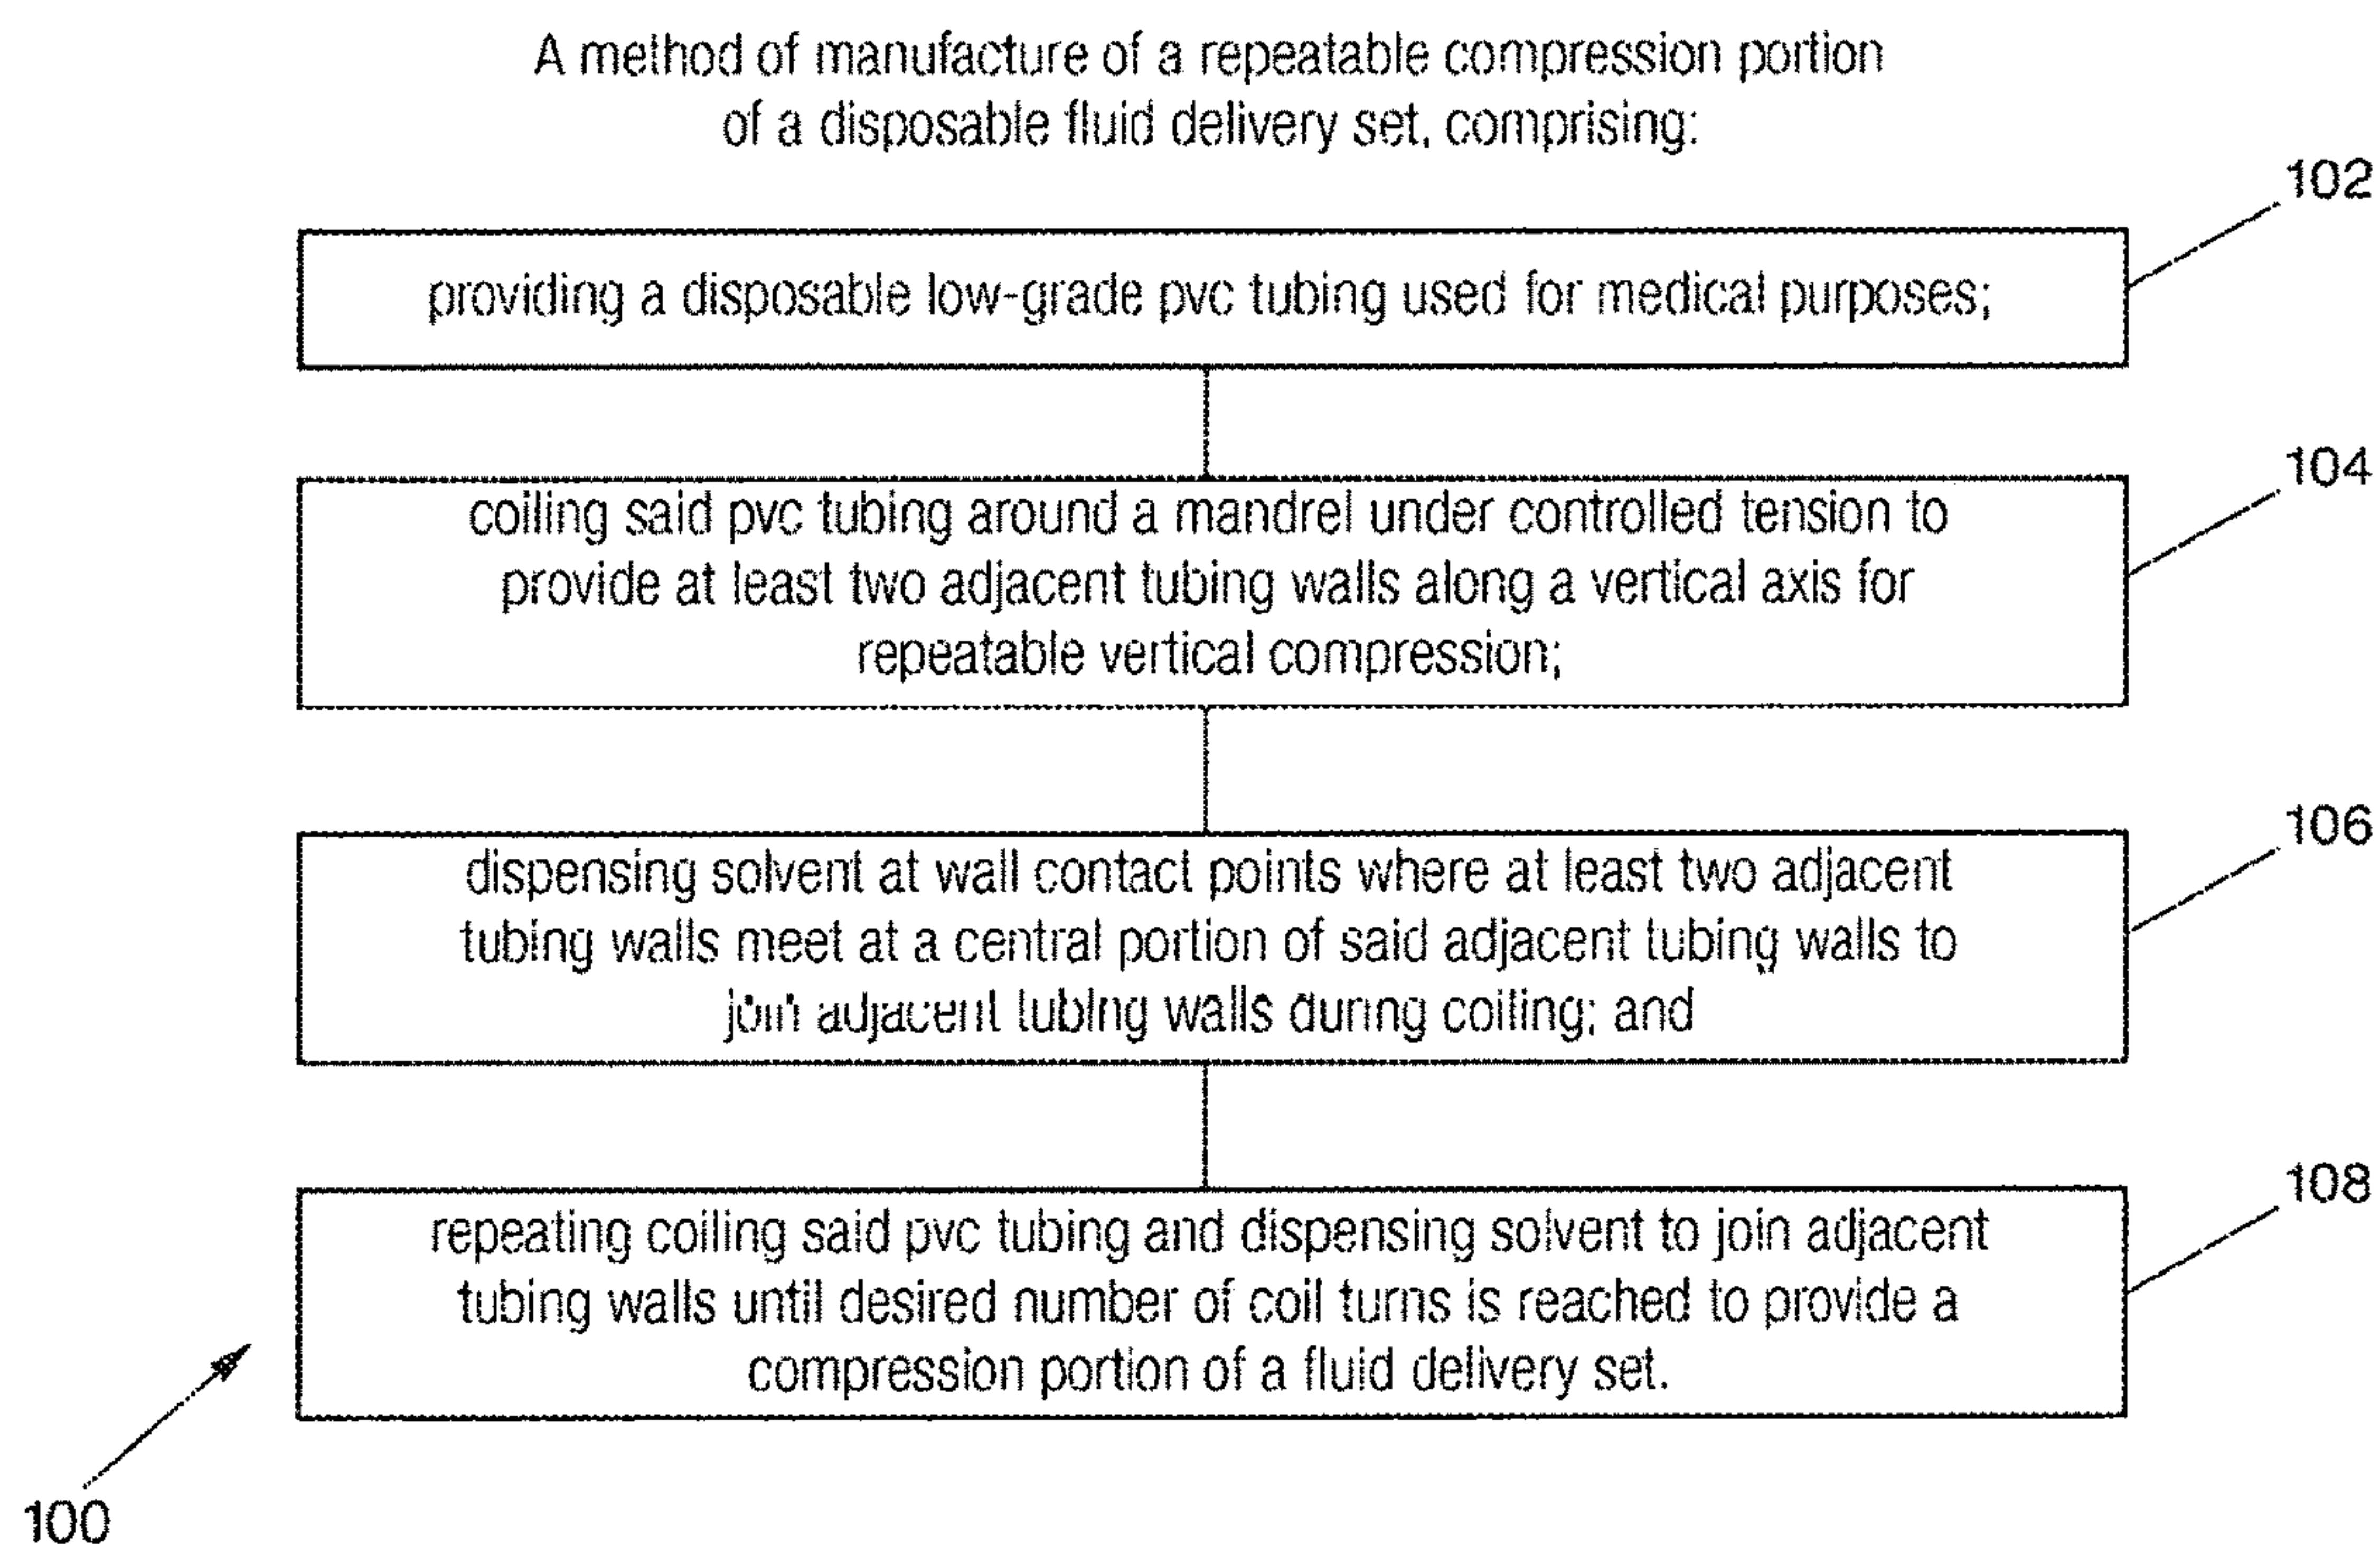 A method of manufacture of a repeatable compression portion
of a disposable fluid delivery set, comprising:
102
providing a disposable low-grade pvc tubing used for medical purposes;
104
coiling said pvc tubing around a mandrel under controlled tension to
provide at least two adjacent tubing walls along a vertical axis for
repeatable vertical compression;
106
dispensing solvent at wall contact points where at least two adjacent
tubing walls meet at a central portion of said adjacent tubing walls to
join adjacent tubing walls during coiling; and
108
repeating coiling said pvc tubing and dispensing solvent to join adjacent
tubing walls until desired number of coil turns is reached to provide a
compression portion of a fluid delivery set.
100